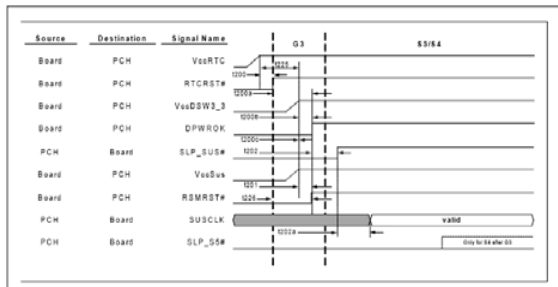 Source Destination Signal Name G3 S5/S4
Board PCH VccRTC
t225
t200
Board PCH RTCRST#
t200a
Board PCH VccDSW3_3
t200b
Board PCH DPWROK
t200c
PCH Board SLP_SUS#
t202
Board PCH VccSus
t201
Board PCH RSMRST#
t226
PCH Board SUSCLK valid
t202a
PCH Board SLP_S5# Only for S4 after G3